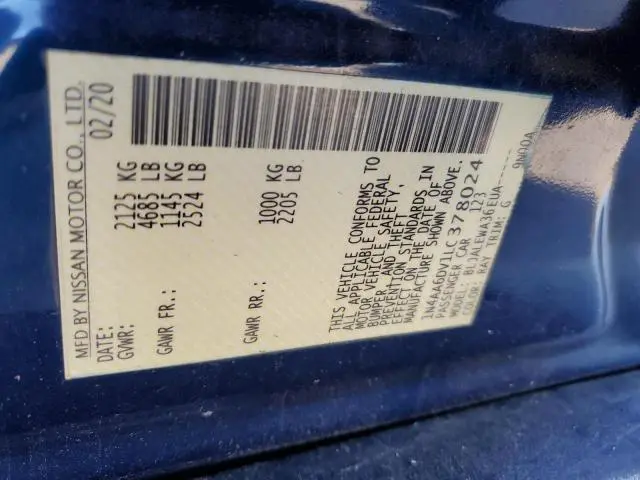 MFD BY NISSAN MOTOR CO., LTD.
DATE: 02/20
GVWR: 2125 KG
4685 LB
GAWR FR.: 1145 KG
2524 LB
GAWR RR.: 1000 KG
2205 LB
THIS VEHICLE CONFORMS TO
ALL APPLICABLE FEDERAL
MOTOR VEHICLE SAFETY,
BUMPER, AND THEFT
PREVENTION STANDARDS IN
EFFECT ON THE DATE OF
MANUFACTURE SHOWN ABOVE.
1N4AA6DV1LC378024
PASSENGER CAR 123
MODEL: BLJALEWA36EUA-----
COLOR: RAY TRIM: G 9N00A